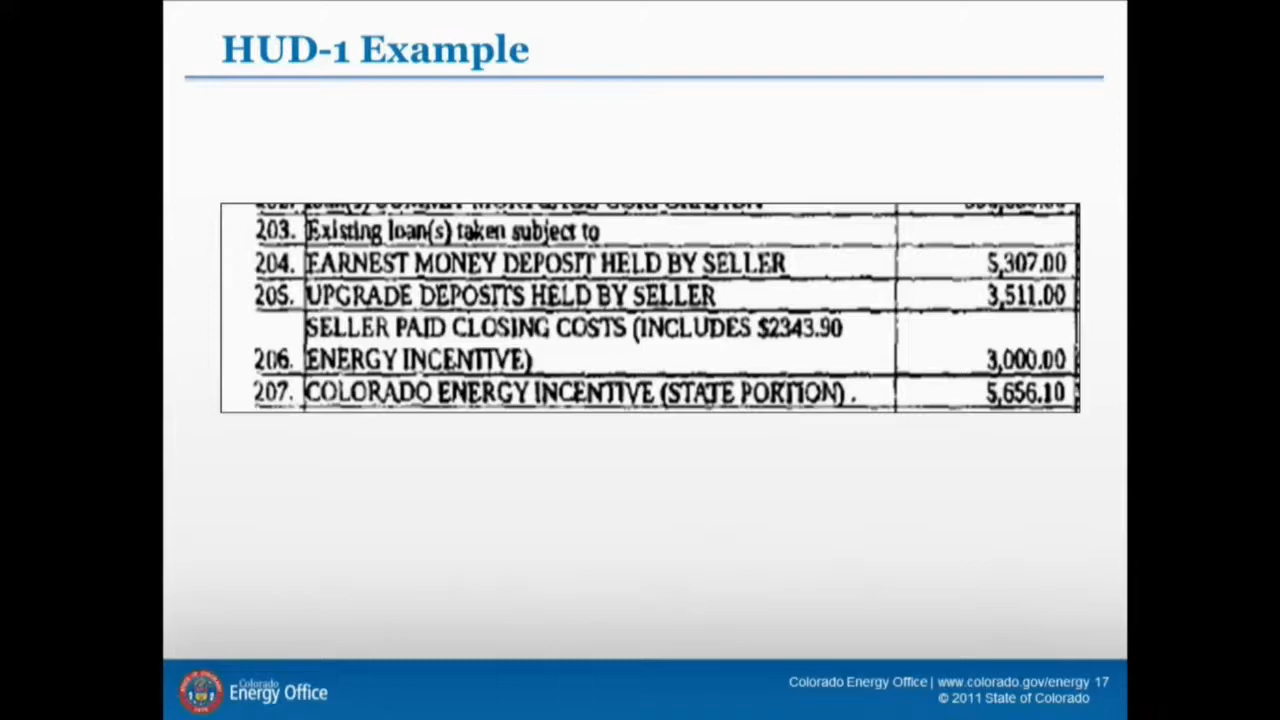 HUD-1 Example
203. Existing loan(s) taken subject to
204. EARNEST MONEY DEPOSIT HELD BY SELLER 5,307.00
205. UPGRADE DEPOSITS HELD BY SELLER 3,511.00
SELLER PAID CLOSING COSTS (INCLUDES $2343.90
206. ENERGY INCENTIVE) 3,000.00
207. COLORADO ENERGY INCENTIVE (STATE PORTION) . 5,656.10
Colorado
Energy Office
Colorado Energy Office | www.colorado.gov/energy 17
© 2011 State of Colorado